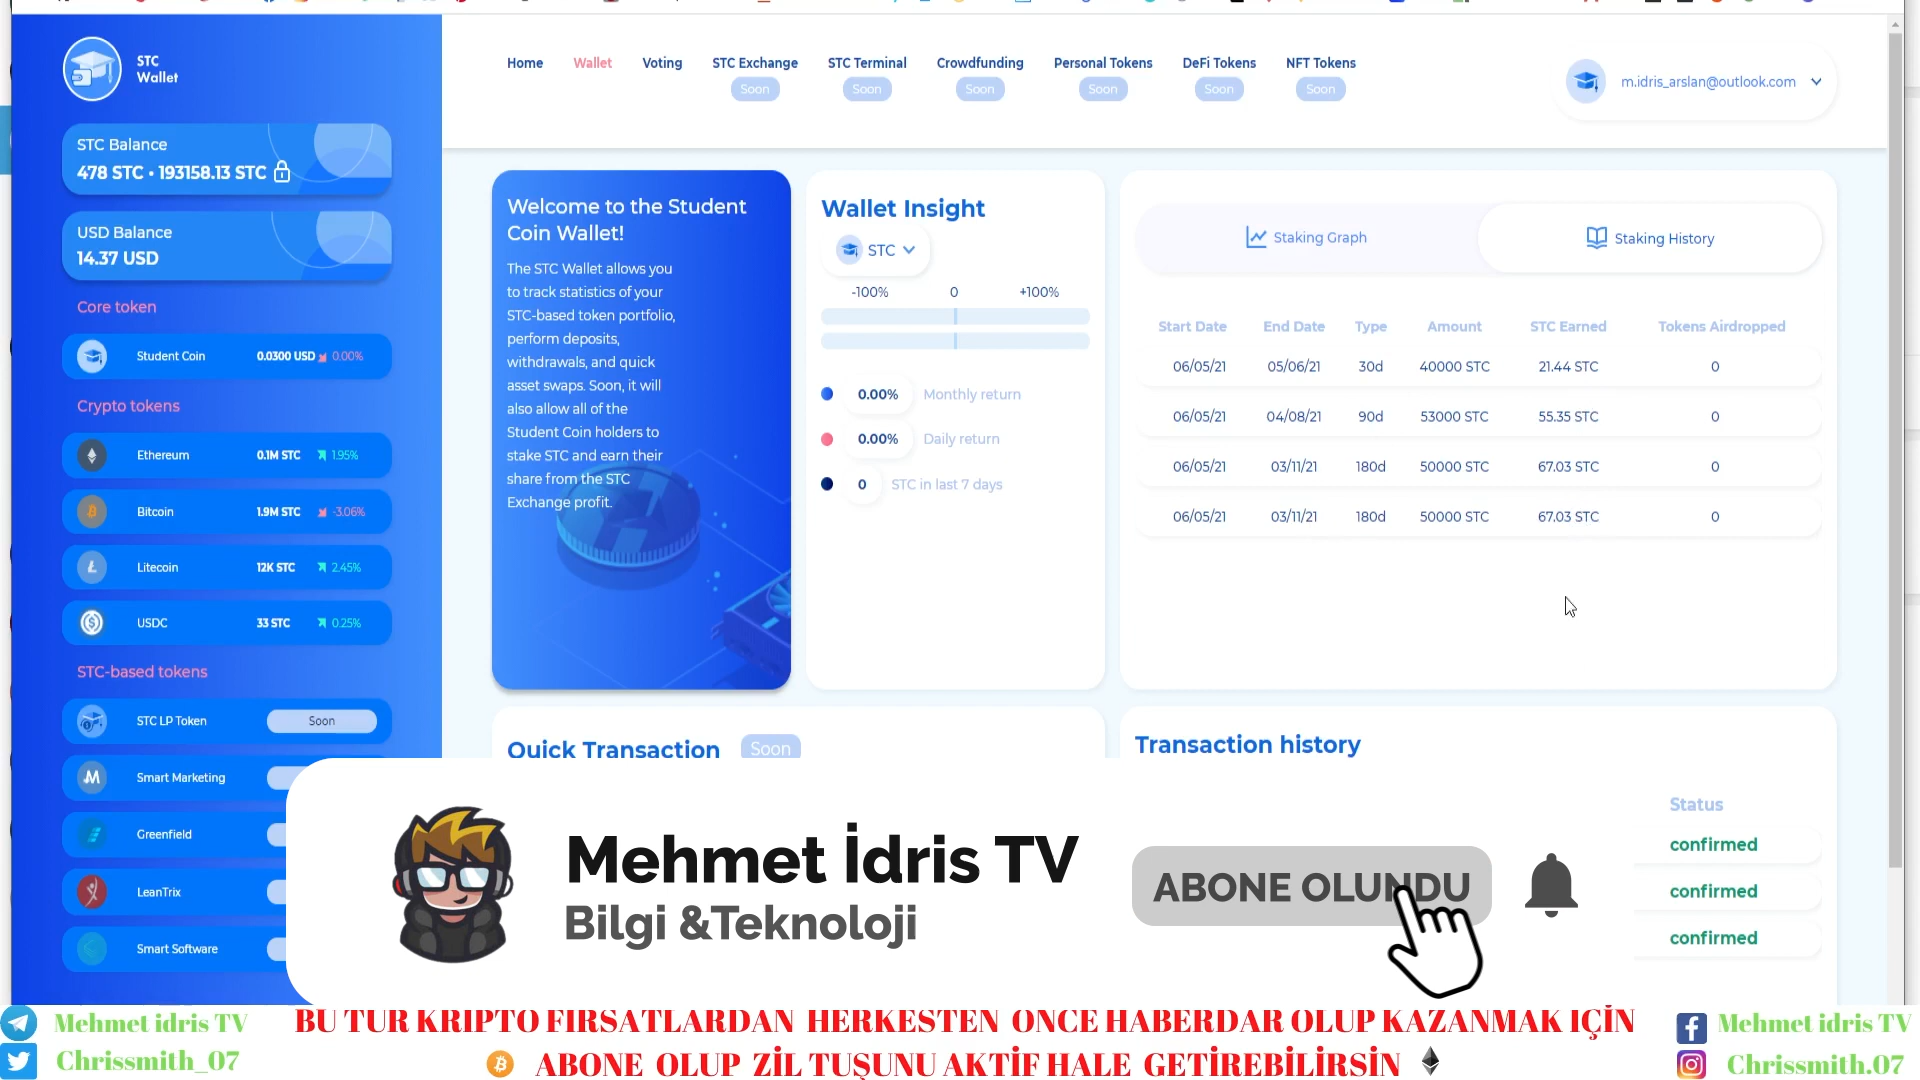 STC
Wallet
Home
Wallet
Voting
STC Exchange
Soon
STC Terminal
Soon
Crowdfunding
Soon
Personal Tokens
Soon
DeFi Tokens
Soon
NFT Tokens
Soon
m.idris_arslan@outlook.com
STC Balance
478 STC • 193158.13 STC
USD Balance
14.37 USD
Core token
Student Coin 0.0300 USD 0.00%
Crypto tokens
Ethereum 0.1M STC 1.95%
Bitcoin 1.9M STC -3.06%
Litecoin 12K STC 2.45%
USDC 33 STC 0.25%
STC-based tokens
STC LP Token Soon
Smart Marketing
Greenfield
LeanTrix
Smart Software
Welcome to the Student
Coin Wallet!
The STC Wallet allows you
to track statistics of your
STC-based token portfolio,
perform deposits,
withdrawals, and quick
asset swaps. Soon, it will
also allow all of the
Student Coin holders to
stake STC and earn their
share from the STC
Exchange profit.
Wallet Insight
STC
-100% 0 +100%
0.00% Monthly return
0.00% Daily return
0 STC in last 7 days
Staking Graph
Staking History
Start Date End Date Type Amount STC Earned Tokens Airdropped
06/05/21 05/06/21 30d 40000 STC 21.44 STC 0
06/05/21 04/08/21 90d 53000 STC 55.35 STC 0
06/05/21 03/11/21 180d 50000 STC 67.03 STC 0
06/05/21 03/11/21 180d 50000 STC 67.03 STC 0
Quick Transaction Soon
Transaction history
Status
confirmed
confirmed
confirmed
Mehmet İdris TV
Bilgi &Teknoloji
ABONE OLUNDU
Mehmet idris TV
Chrissmith_07
BU TUR KRIPTO FIRSATLARDAN HERKESTEN ONCE HABERDAR OLUP KAZANMAK IÇİN
ABONE OLUP ZİL TUŞUNU AKTİF HALE GETİREBİLİRSİN
Mehmet idris TV
Chrissmith.07